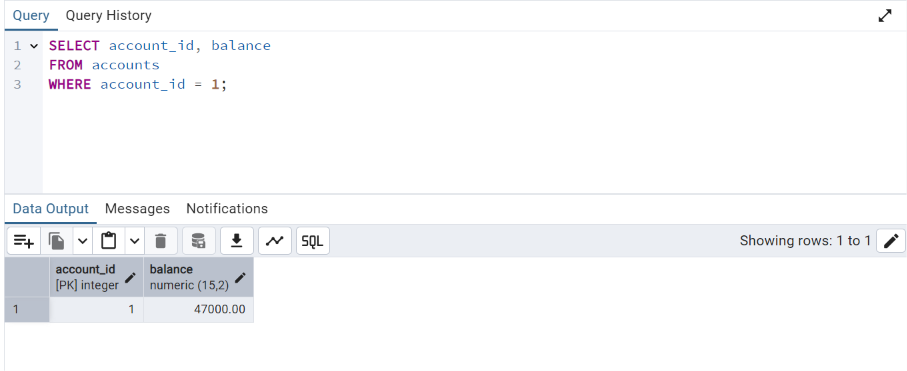 Query Query History
1 SELECT account_id, balance
2 FROM accounts
3 WHERE account_id = 1;
Data Output Messages Notifications
SQL Showing rows: 1 to 1
account_id balance
[PK] integer numeric (15,2)
1 1 47000.00